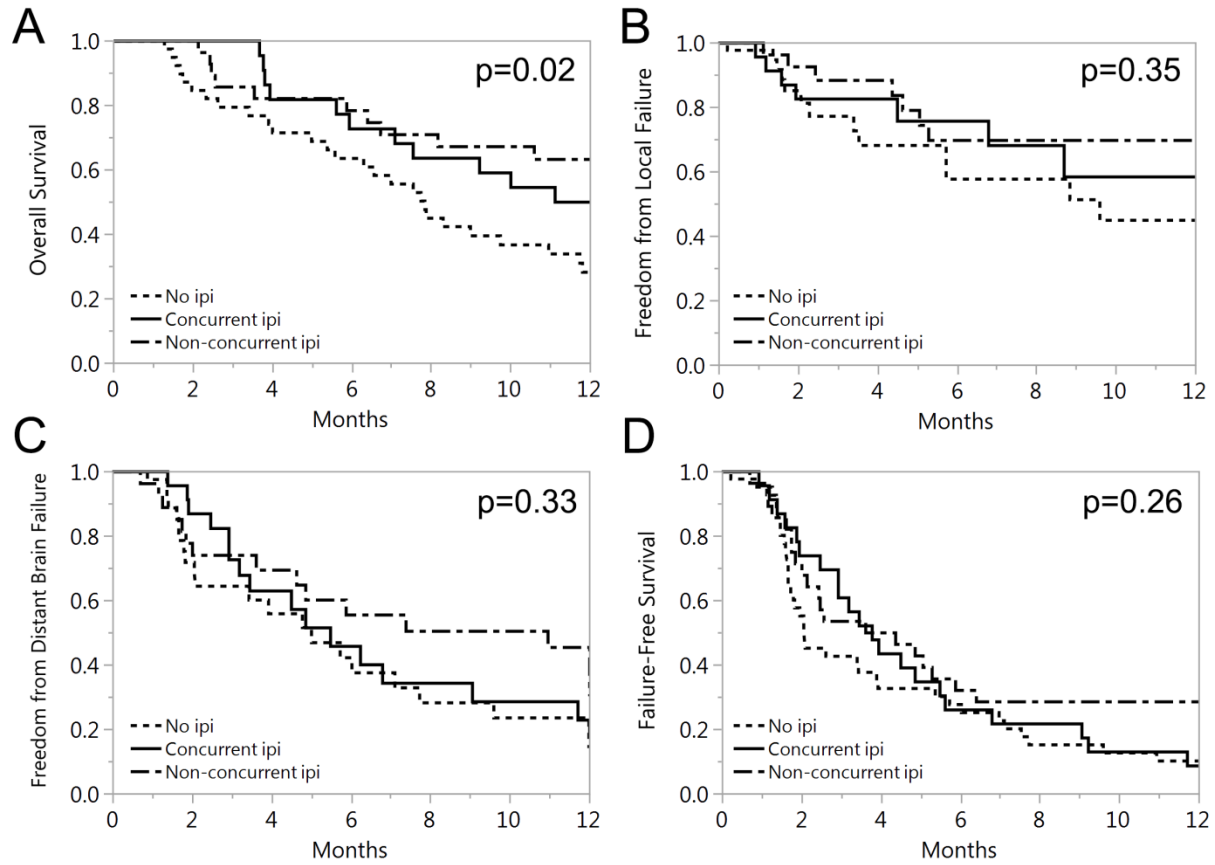 A
p=0.02
1.0
0.8
0.6
0.4
0.2
0.0
Overall Survival
No ipi
Concurrent ipi
Non-concurrent ipi
0 2 4 6 8 10 12
Months
B
p=0.35
1.0
0.8
0.6
0.4
0.2
0.0
Freedom from Local Failure
No ipi
Concurrent ipi
Non-concurrent ipi
0 2 4 6 8 10 12
Months
C
p=0.33
1.0
0.8
0.6
0.4
0.2
0.0
Freedom from Distant Brain Failure
No ipi
Concurrent ipi
Non-concurrent ipi
0 2 4 6 8 10 12
Months
D
p=0.26
1.0
0.8
0.6
0.4
0.2
0.0
Failure-Free Survival
No ipi
Concurrent ipi
Non-concurrent ipi
0 2 4 6 8 10 12
Months